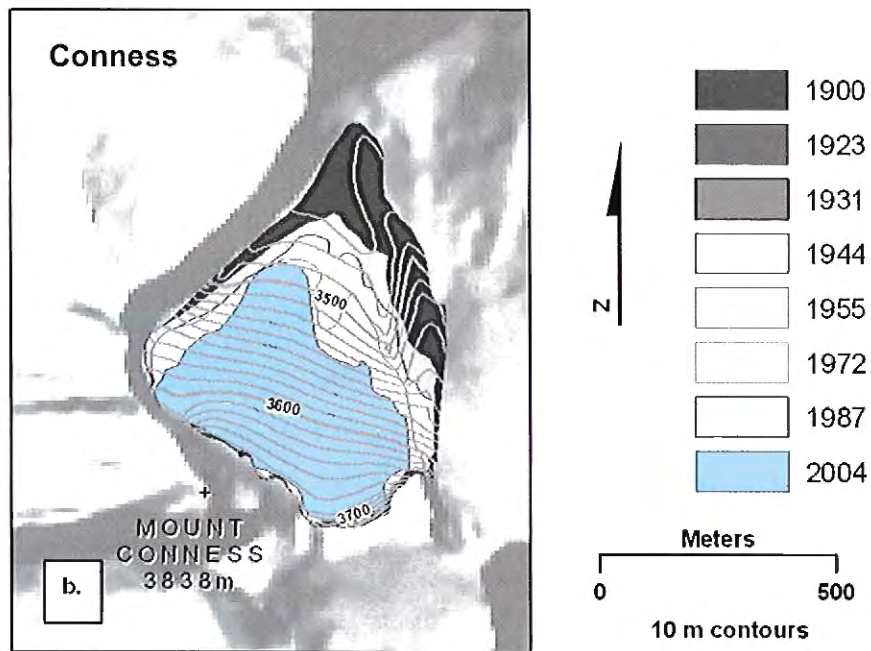 Conness
3500
3600
3700
+
MOUNT
CONNESS
3838m
b.
1900
1923
1931
1944
1955
1972
1987
2004
N
Meters
0 500
10 m contours